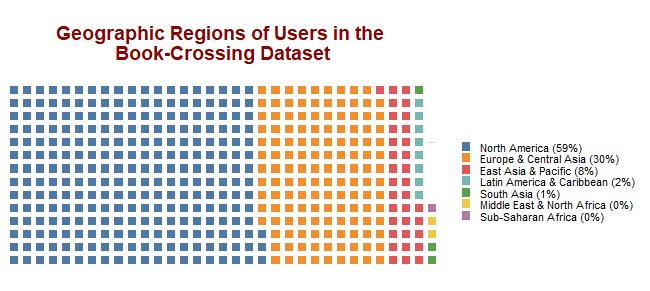 Geographic Regions of Users in the
Book-Crossing Dataset
North America (59%)
Europe & Central Asia (30%)
East Asia & Pacific (8%)
Latin America & Caribbean (2%)
South Asia (1%)
Middle East & North Africa (0%)
Sub-Saharan Africa (0%)